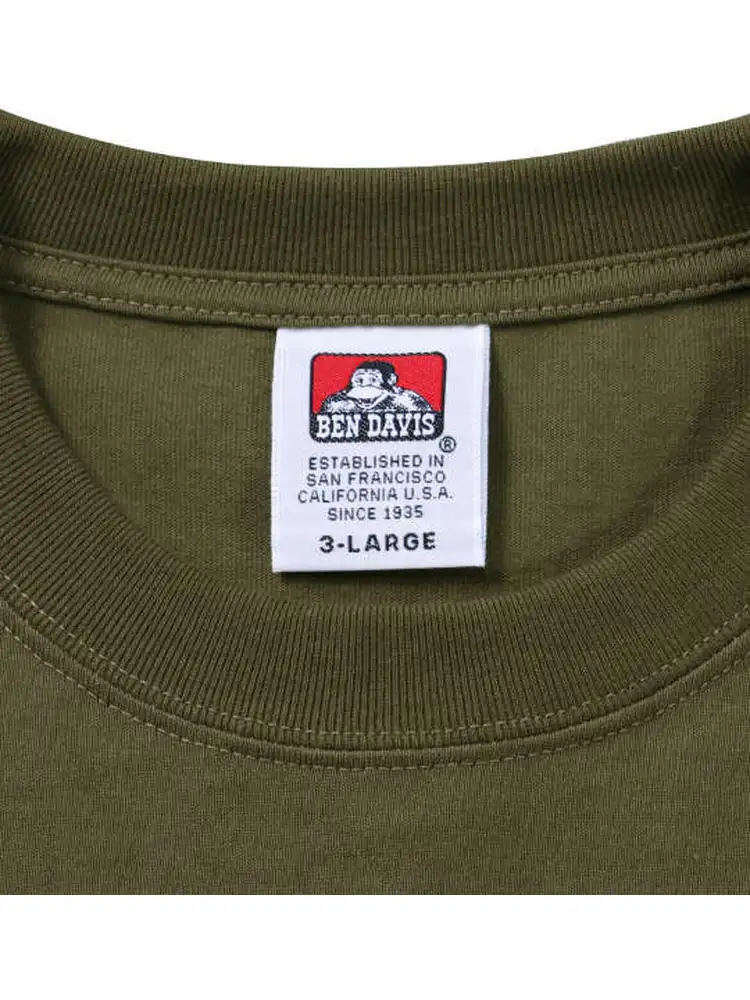 BEN DAVIS
®
ESTABLISHED IN
SAN FRANCISCO
CALIFORNIA U.S.A.
SINCE 1935
3-LARGE